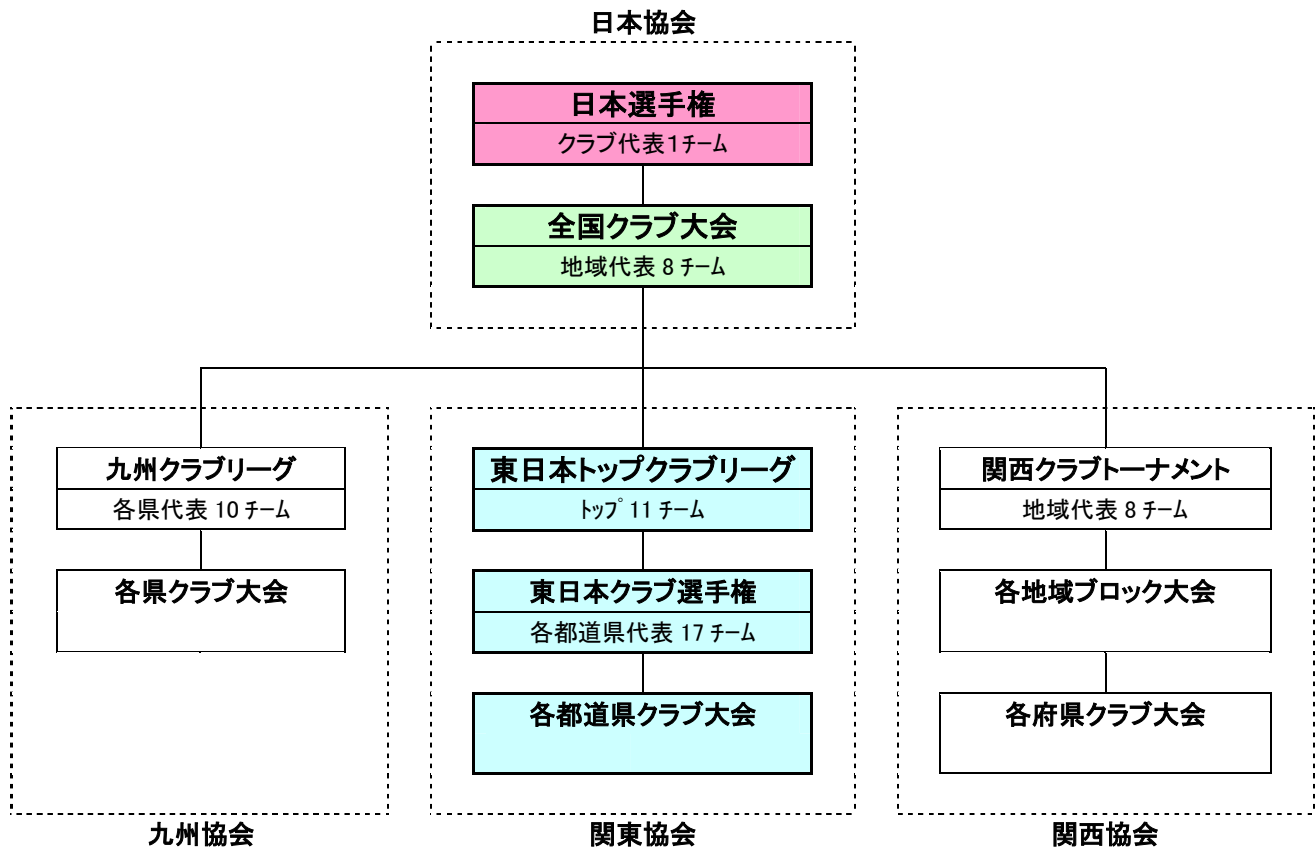 日本協会
日本選手権
クラブ代表1ﾁｰﾑ
全国クラブ大会
地域代表 8 ﾁｰﾑ
九州クラブリーグ
各県代表 10 ﾁｰﾑ
各県クラブ大会
九州協会
東日本トップクラブリーグ
ﾄｯﾌﾟ 11 チーム
東日本クラブ選手権
各都道県代表 17 ﾁｰﾑ
各都道県クラブ大会
関東協会
関西クラブトーナメント
地域代表 8 チーム
各地域ブロック大会
各府県クラブ大会
関西協会